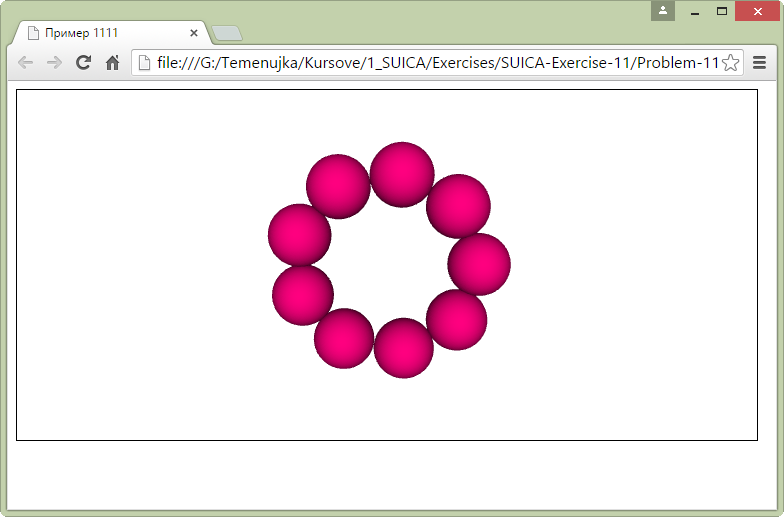 Пример 1111
file:///G:/Temenujka/Kursove/1_SUICA/Exercises/SUICA-Exercise-11/Problem-11